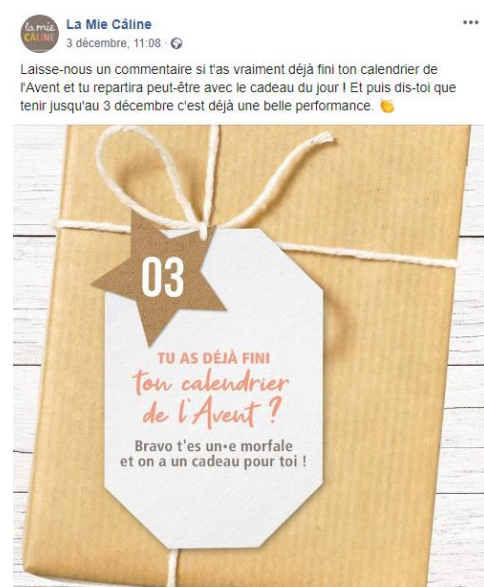 la mie
CÂLINE
La Mie Câline
3 décembre, 11:08 ·
Laisse-nous un commentaire si t'as vraiment déjà fini ton calendrier de
l'Avent et tu repartira peut-être avec le cadeau du jour ! Et puis dis-toi que
tenir jusqu'au 3 décembre c'est déjà une belle performance. 👏
03
TU AS DÉJÀ FINI
ton calendrier
de l'Avent ?
Bravo t'es un•e morfale
et on a un cadeau pour toi !